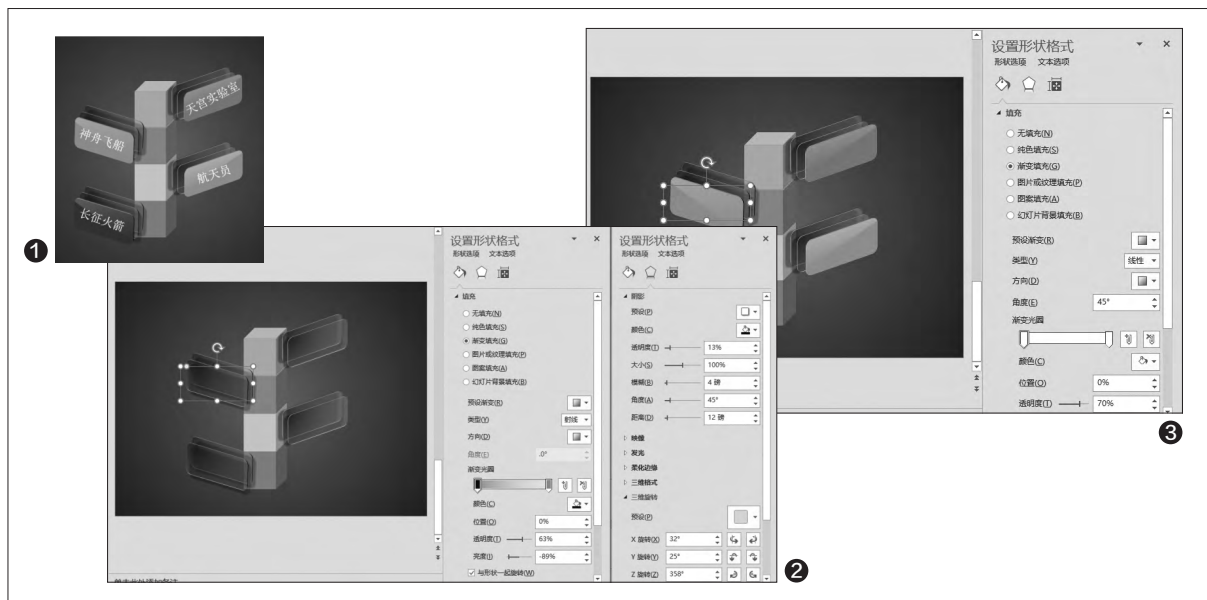 天宫实验室
神舟飞船
航天员
长征火箭
❶
设置形状格式
形状选项 文本选项
填充
无填充(N)
纯色填充(S)
渐变填充(G)
图片或纹理填充(P)
图案填充(A)
幻灯片背景填充(B)
预设渐变(R)
类型(Y) 射线
方向(D)
角度(E) .0°
渐变光圈
颜色(C)
位置(O) 0%
透明度(T) 63%
亮度(I) -89%
与形状一起旋转(W)
设置形状格式
形状选项 文本选项
阴影
预设(P)
颜色(C)
透明度(T) 13%
大小(S) 100%
模糊(B) 4 磅
角度(A) 45°
距离(D) 12 磅
映像
发光
柔化边缘
三维格式
三维旋转
预设(P)
X 旋转(X) 32°
Y 旋转(Y) 25°
Z 旋转(Z) 358°
❷
设置形状格式
形状选项 文本选项
填充
无填充(N)
纯色填充(S)
渐变填充(G)
图片或纹理填充(P)
图案填充(A)
幻灯片背景填充(B)
预设渐变(R)
类型(Y) 线性
方向(D)
角度(E) 45°
渐变光圈
颜色(C)
位置(O) 0%
透明度(T) 70%
❸